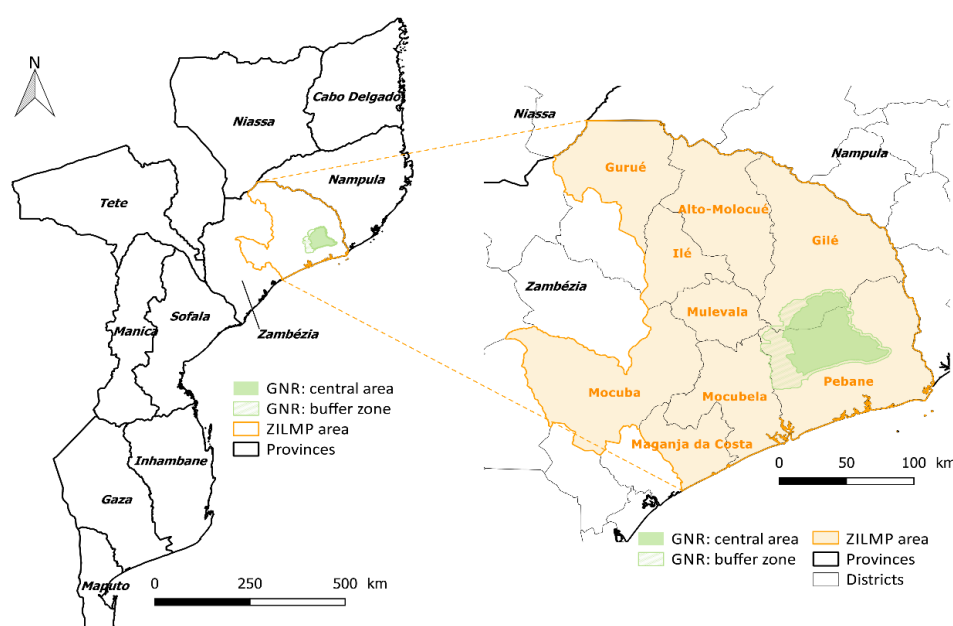 N
Cabo Delgado
Niassa
Nampula
Tete
Zambézia
Sofala
Manica
Inhambane
Gaza
Maputo
GNR: central area
GNR: buffer zone
ZILMP area
Provinces
0 250 500 km
Niassa
Nampula
Gurué
Alto-Molocué
Gilé
Ilé
Zambézia
Mulevala
Mocuba
Mocubela
Pebane
Maganja da Costa
0 50 100 km
GNR: central area
GNR: buffer zone
ZILMP area
Provinces
Districts